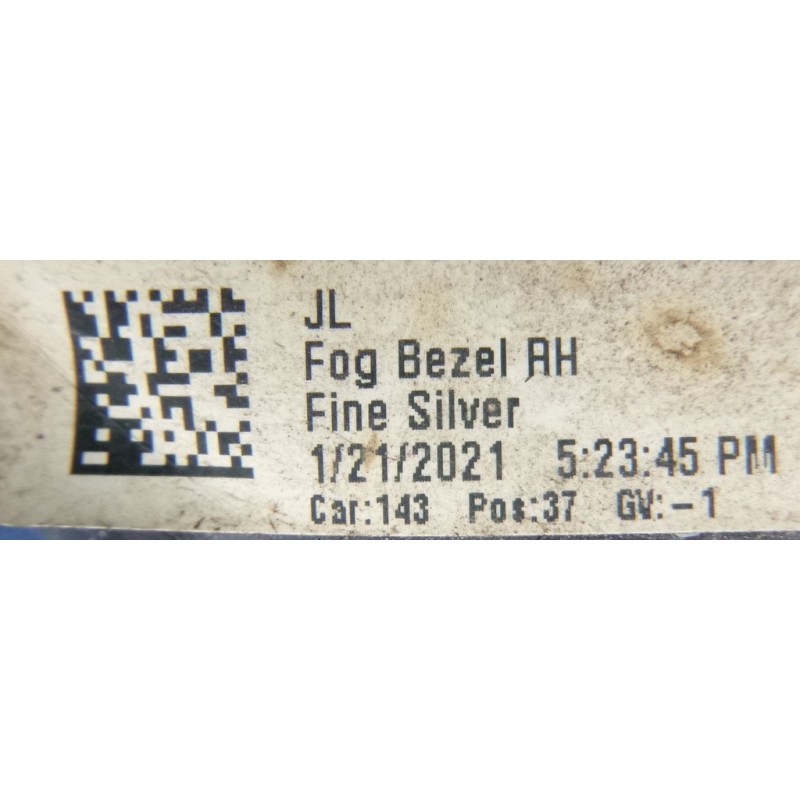 JL
Fog Bezel RH
Fine Silver
1/21/2021 5:23:45 PM
Car:143 Pos:37 GV:-1